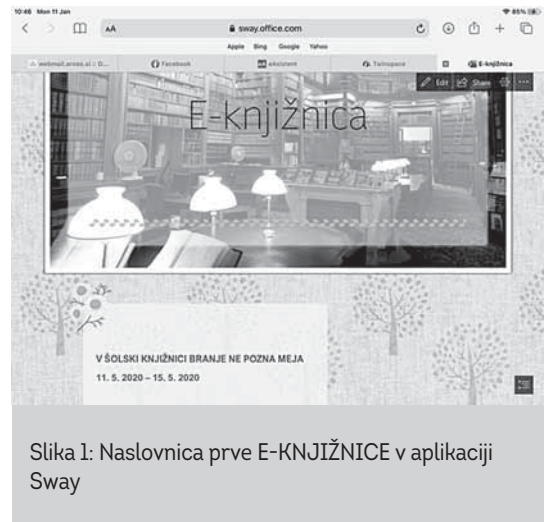 10:46 Mon 11 Jan
85%
AA
sway.office.com
Apple Bing Google Yahoo
Facebook
eAsistent
Twinspace
E-knjižnica
Edit Share
E-knjižnica
V ŠOLSKI KNJIŽNICI BRANJE NE POZNA MEJA
11. 5. 2020 – 15. 5. 2020
Slika 1: Naslovnica prve E-KNJIŽNICE v aplikaciji
Sway